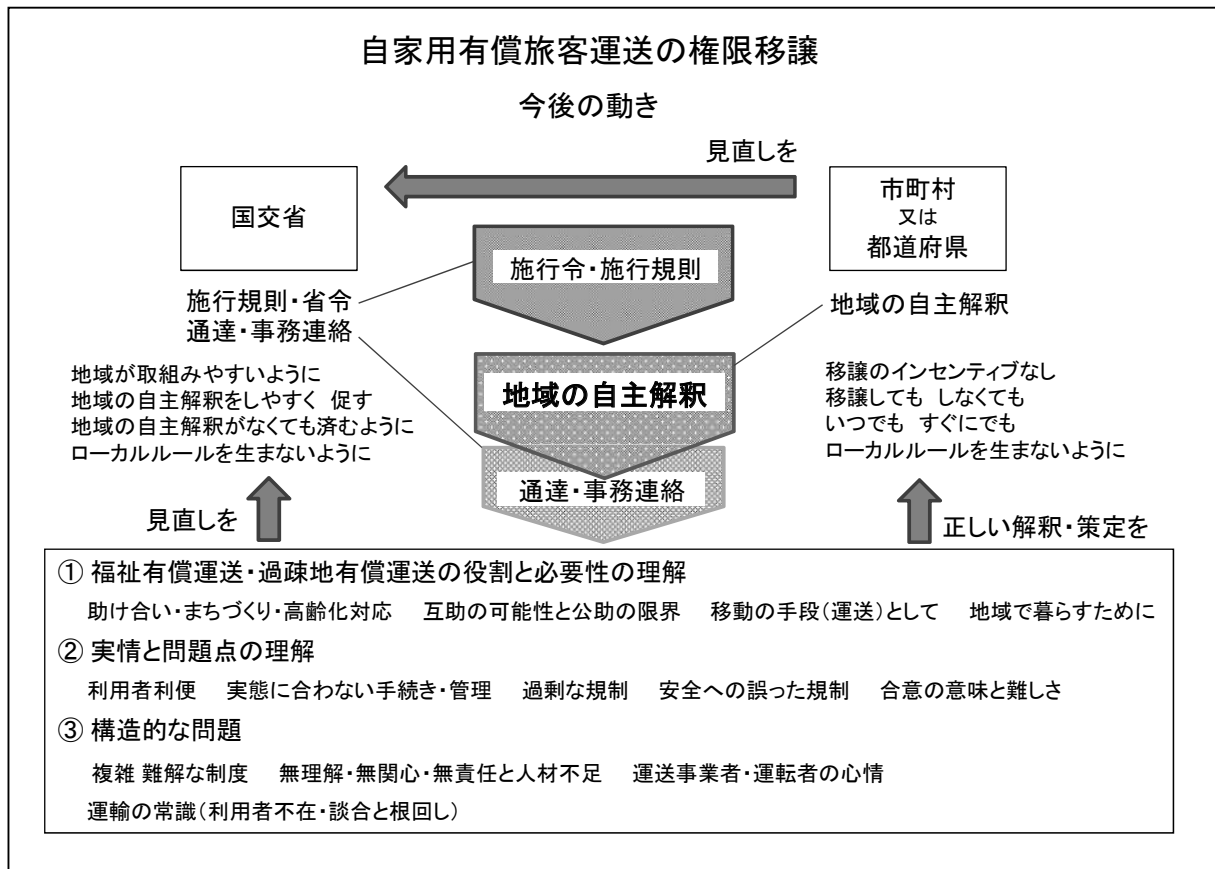 自家用有償旅客運送の権限移譲
今後の動き
見直しを
国交省
市町村
又は
都道府県
施行令・施行規則
施行規則・省令
通達・事務連絡
地域の自主解釈
地域の自主解釈
地域が取組みやすいように
地域の自主解釈をしやすく 促す
地域の自主解釈がなくても済むように
ローカルルールを生まないように
移譲のインセンティブなし
移譲しても しなくても
いつでも すぐにでも
ローカルルールを生まないように
通達・事務連絡
見直しを
正しい解釈・策定を
① 福祉有償運送・過疎地有償運送の役割と必要性の理解
助け合い・まちづくり・高齢化対応 互助の可能性と公助の限界 移動の手段(運送)として 地域で暮らすために
② 実情と問題点の理解
利用者利便 実態に合わない手続き・管理 過剰な規制 安全への誤った規制 合意の意味と難しさ
③ 構造的な問題
複雑 難解な制度 無理解・無関心・無責任と人材不足 運送事業者・運転者の心情
運輸の常識(利用者不在・談合と根回し)